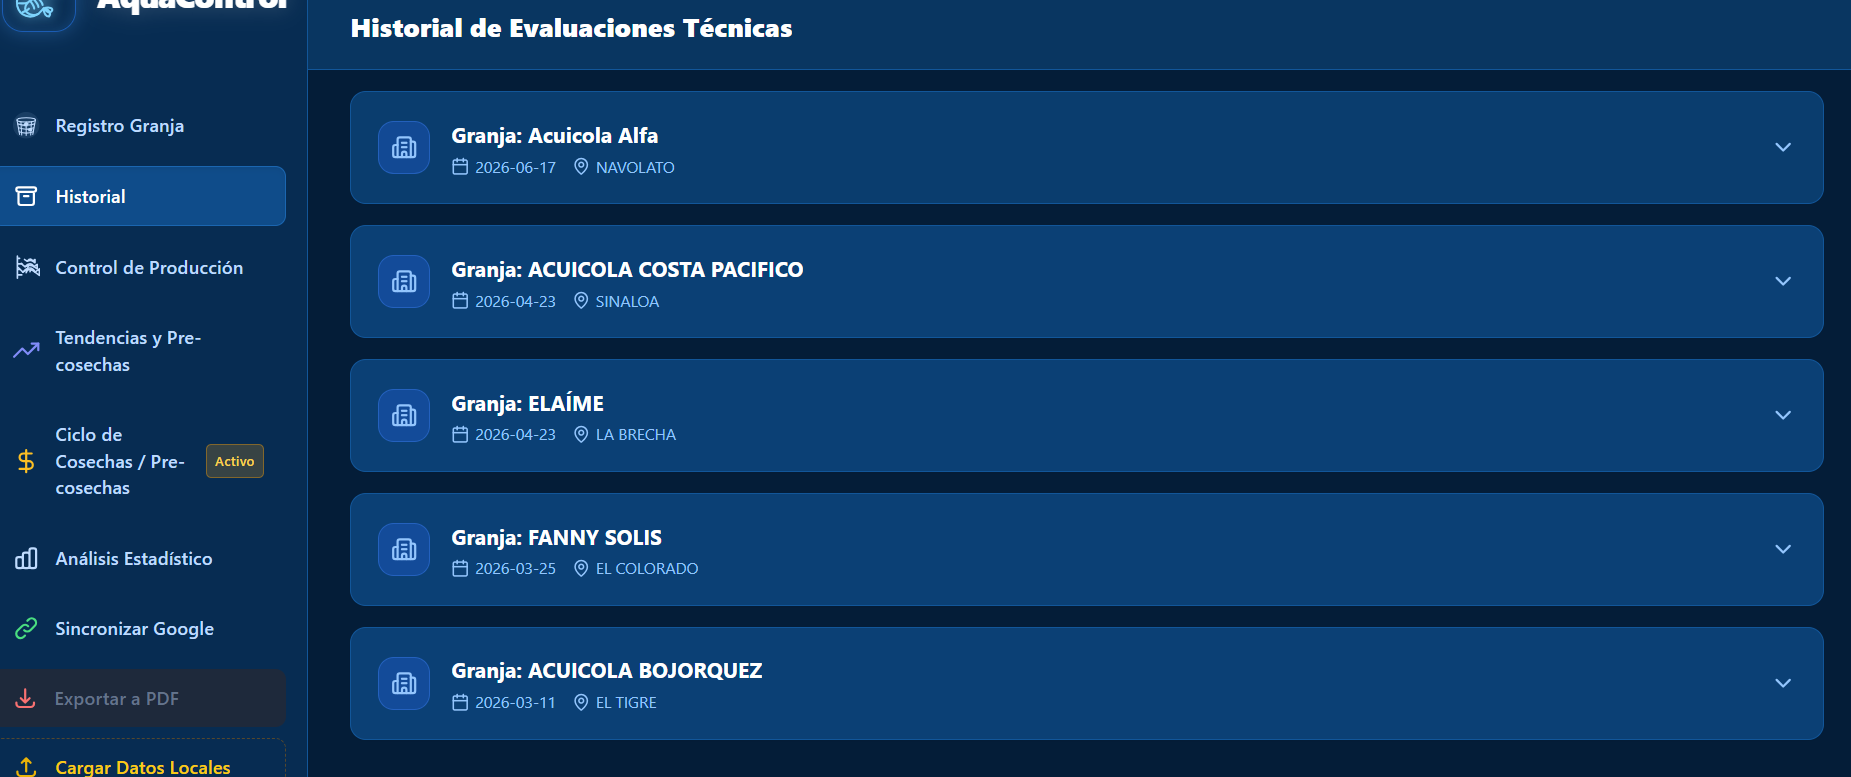 AquaControl
Historial de Evaluaciones Técnicas
Registro Granja
Historial
Control de Producción
Tendencias y Pre-
cosechas
Ciclo de
Cosechas / Pre-
cosechas
Activo
Análisis Estadístico
Sincronizar Google
Exportar a PDF
Cargar Datos Locales
Granja: Acuicola Alfa
2026-06-17 NAVOLATO
Granja: ACUICOLA COSTA PACIFICO
2026-04-23 SINALOA
Granja: ELAÍME
2026-04-23 LA BRECHA
Granja: FANNY SOLIS
2026-03-25 EL COLORADO
Granja: ACUICOLA BOJORQUEZ
2026-03-11 EL TIGRE